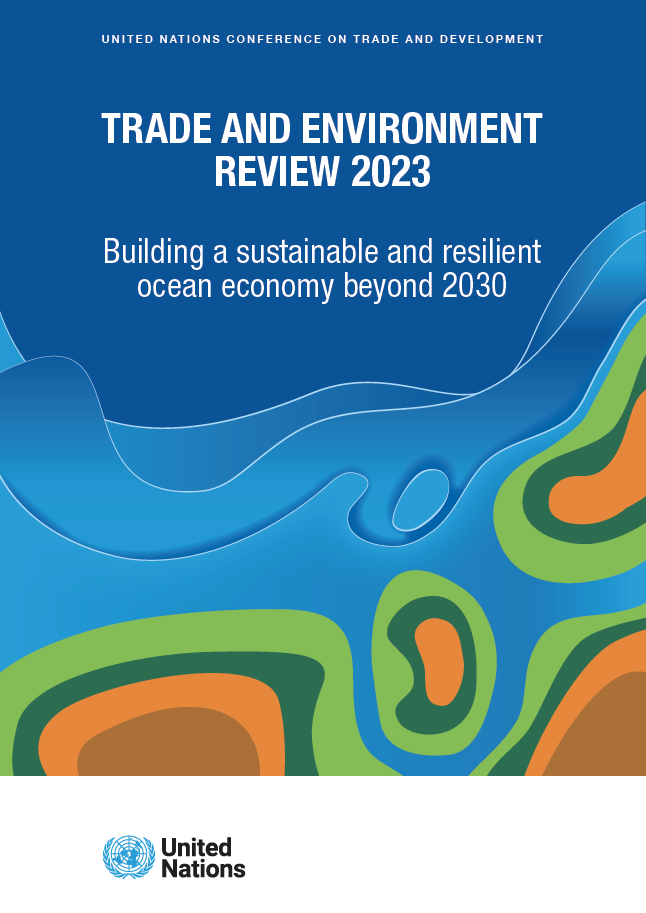 UNITED NATIONS CONFERENCE ON TRADE AND DEVELOPMENT
TRADE AND ENVIRONMENT
REVIEW 2023
Building a sustainable and resilient
ocean economy beyond 2030
United
Nations